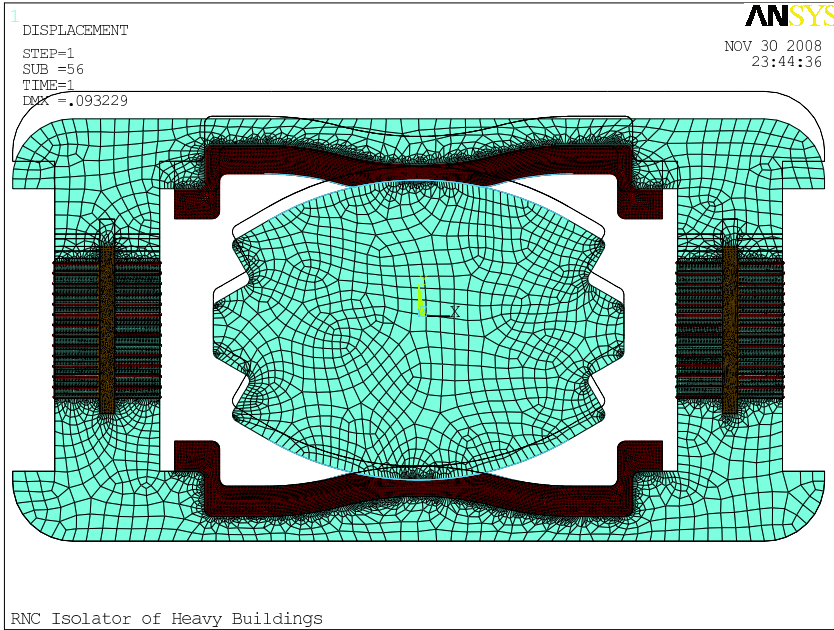 1
ANSYS
DISPLACEMENT
STEP=1
SUB =56
TIME=1
DMX =.093229
NOV 30 2008
23:44:36
X
RNC Isolator of Heavy Buildings